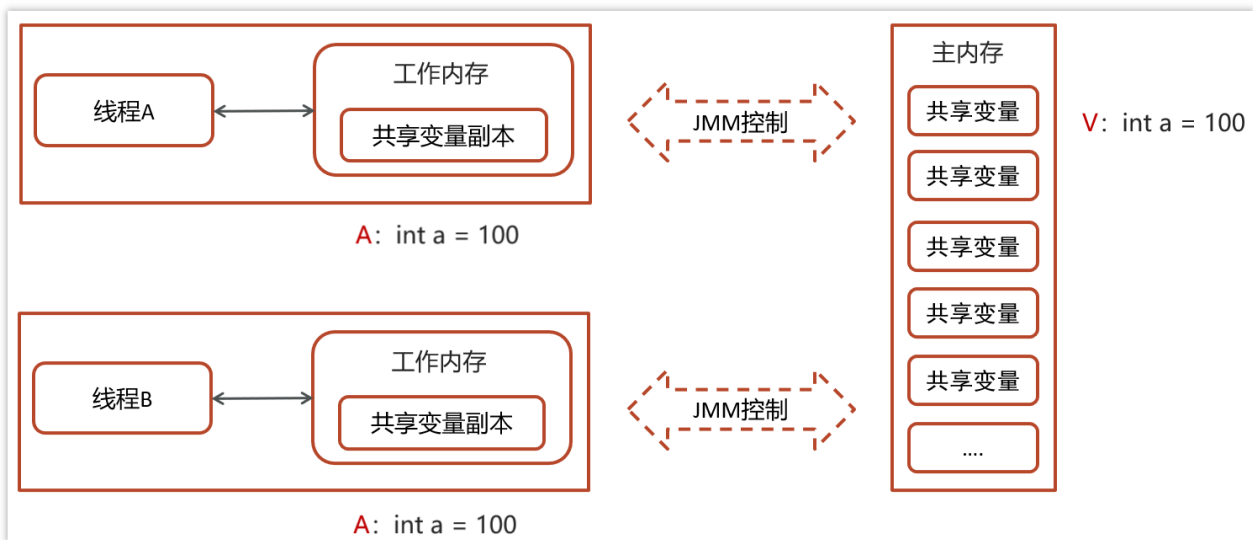 线程A
工作内存
共享变量副本
A: int a = 100
JMM控制
线程B
工作内存
共享变量副本
A: int a = 100
JMM控制
主内存
共享变量
共享变量
共享变量
共享变量
共享变量
....
V: int a = 100